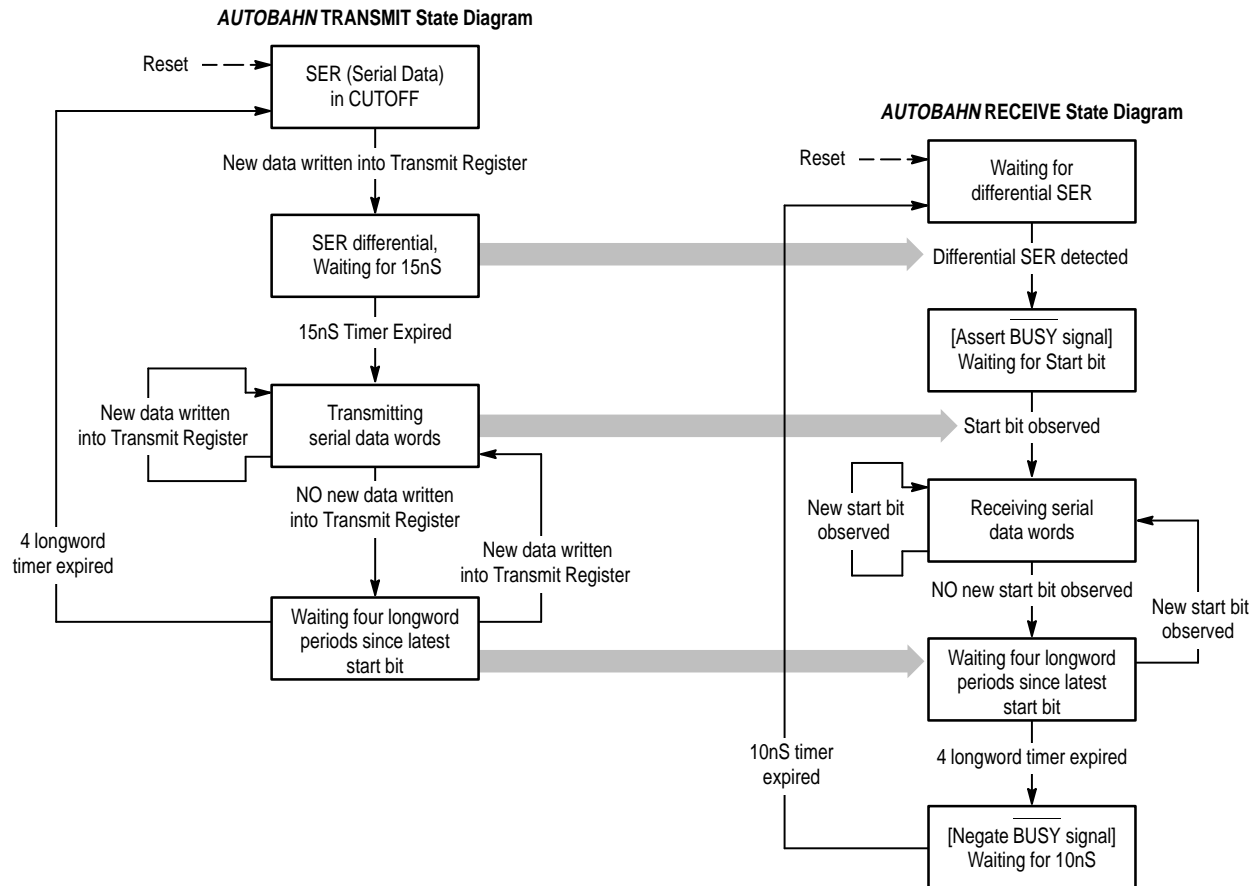 AUTOBAHN TRANSMIT State Diagram
Reset
SER (Serial Data)
in CUTOFF
New data written into Transmit Register
SER differential,
Waiting for 15nS
15nS Timer Expired
New data written
into Transmit Register
Transmitting
serial data words
NO new data written
into Transmit Register
4 longword
timer expired
New data written
into Transmit Register
Waiting four longword
periods since latest
start bit
AUTOBAHN RECEIVE State Diagram
Reset
Waiting for
differential SER
Differential SER detected
[Assert BUSY signal]
Waiting for Start bit
Start bit observed
New start bit
observed
Receiving serial
data words
NO new start bit observed
New start bit
observed
Waiting four longword
periods since latest
start bit
10nS timer
expired
4 longword timer expired
[Negate BUSY signal]
Waiting for 10nS